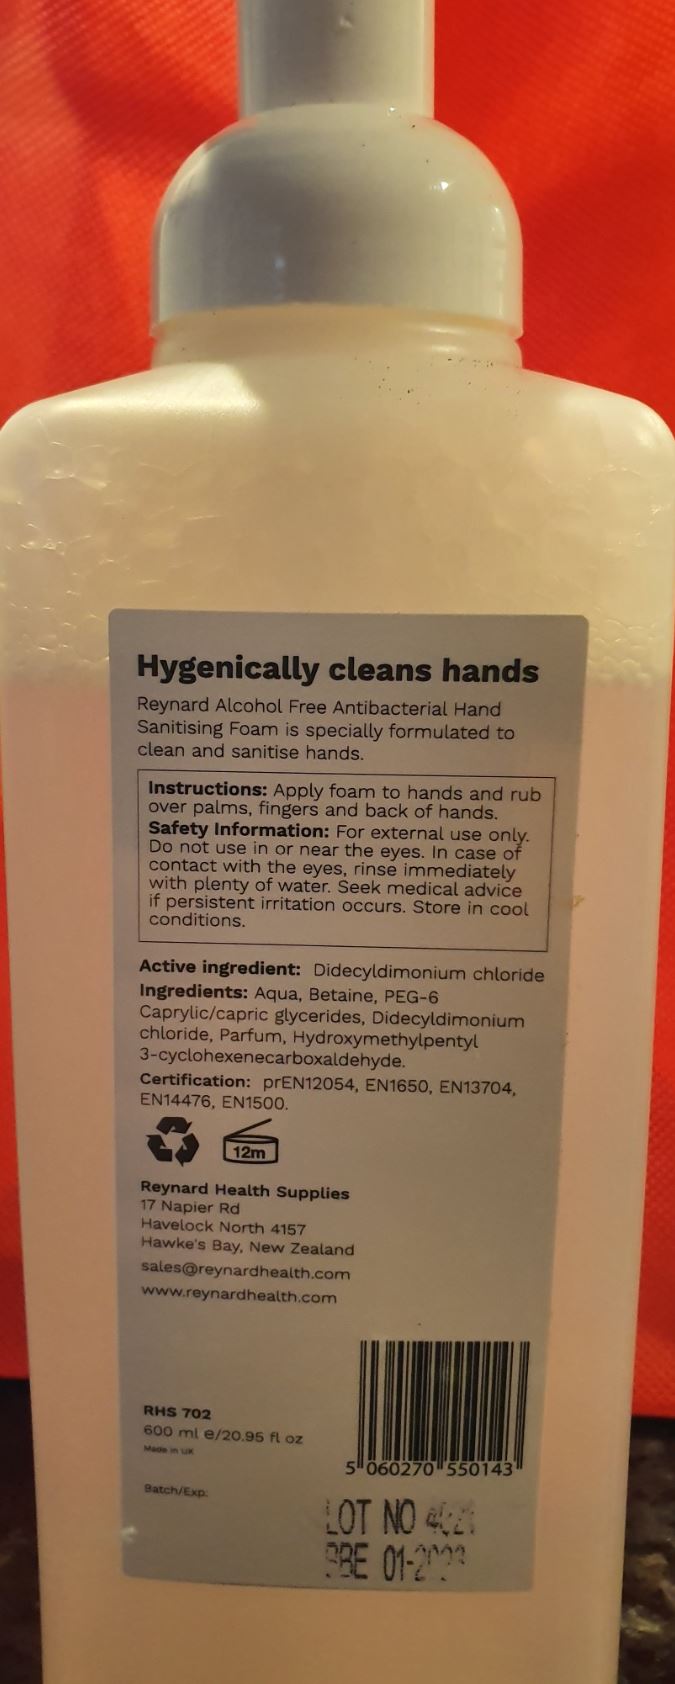 Hygenically cleans hands
Reynard Alcohol Free Antibacterial Hand
Sanitising Foam is specially formulated to
clean and sanitise hands.
Instructions: Apply foam to hands and rub
over palms, fingers and back of hands.
Safety Information: For external use only.
Do not use in or near the eyes. In case of
contact with the eyes, rinse immediately
with plenty of water. Seek medical advice
if persistent irritation occurs. Store in cool
conditions.
Active ingredient: Didecyldimonium chloride
Ingredients: Aqua, Betaine, PEG-6
Caprylic/capric glycerides, Didecyldimonium
chloride, Parfum, Hydroxymethylpentyl
3-cyclohexenecarboxaldehyde.
Certification: prEN12054, EN1650, EN13704,
EN14476, EN1500.
12m
Reynard Health Supplies
17 Napier Rd
Havelock North 4157
Hawke's Bay, New Zealand
sales@reynardhealth.com
www.reynardhealth.com
RHS 702
600 ml e/20.95 fl oz
Made in UK
5 060270 550143
Batch/Exp:
LOT NO
BBE